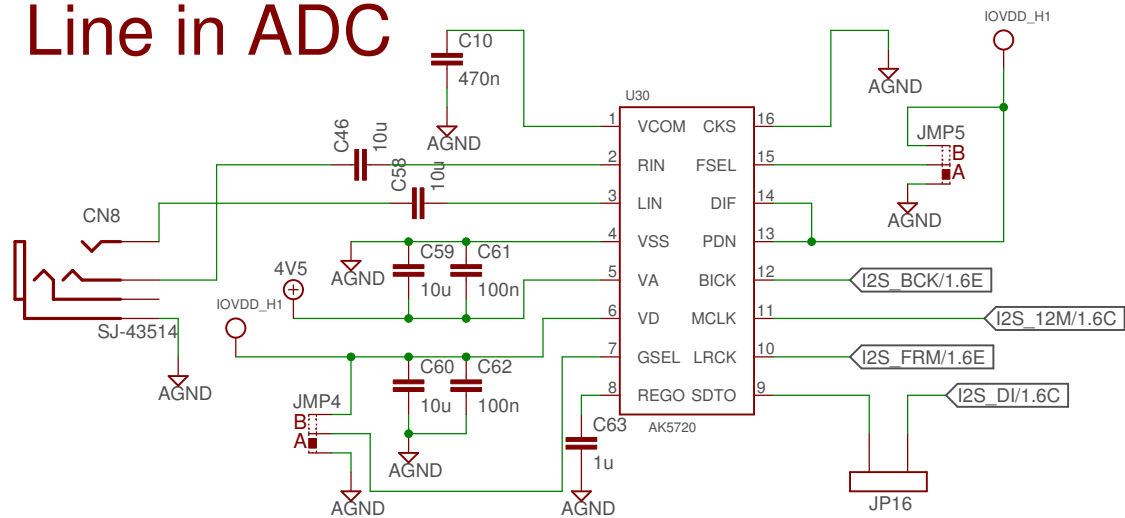 Line in ADC
C10
470n
AGND
IOVDD_H1
AGND
U30
1 VCOM CKS 16
2 RIN FSEL 15
3 LIN DIF 14
4 VSS PDN 13
5 VA BICK 12
6 VD MCLK 11
7 GSEL LRCK 10
8 REGO SDTO 9
AK5720
JMP5
B
A
AGND
C46
10u
C58
10u
CN8
SJ-43514
AGND
AGND
C59
10u
C61
100n
4V5
IOVDD_H1
I2S_BCK/1.6E
I2S_12M/1.6C
I2S_FRM/1.6E
I2S_DI/1.6C
C60
10u
C62
100n
AGND
JMP4
B
A
AGND
C63
1u
AGND
JP16